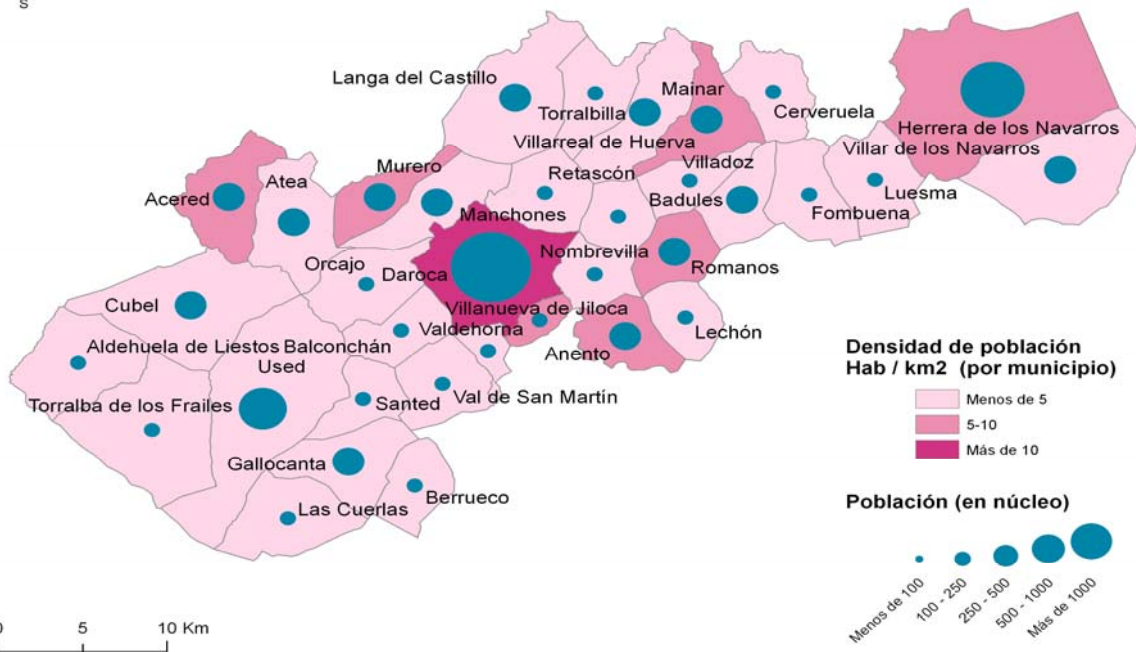 S
Langa del Castillo
Mainar
Torralbilla
Cerveruela
Villarreal de Huerva
Herrera de los Navarros
Villar de los Navarros
Murero
Atea
Acered
Retascón
Villadoz
Badules
Luesma
Fombuena
Manchones
Orcajo
Daroca
Nombrevilla
Romanos
Cubel
Villanueva de Jiloca
Valdehorna
Anento
Lechón
Aldehuela de Liestos
Balconchán
Used
Torralba de los Frailes
Santed
Val de San Martín
Gallocanta
Berrueco
Las Cuerlas
Densidad de población
Hab / km2 (por municipio)
Menos de 5
5-10
Más de 10
Población (en núcleo)
Menos de 100
100 - 250
250 - 500
500 - 1000
Más de 1000
0 5 10 Km